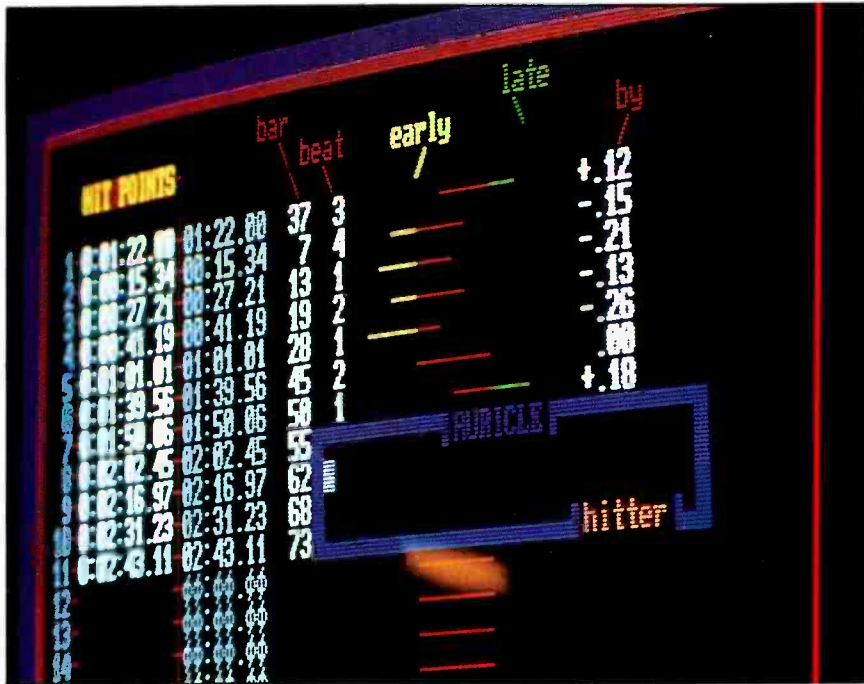 late
by
early
bar
beat
HIT POINTS
1 0:01:22.00 01:22.00 37 3 +.12
2 0:00:15.34 00:15.34 7 4 -.15
3 0:00:27.21 00:27.21 13 1 -.21
4 0:00:41.19 00:41.19 19 2 -.13
5 0:01:01.01 01:01.01 28 1 -.26
6 0:01:39.56 01:39.56 45 2 .00
7 0:01:50.06 01:50.06 50 1 +.18
AURICLE
8 0:02:02.45 02:02.45 55
9 0:02:16.97 02:16.97 62
10 0:02:31.23 02:31.23 68
hitter
11 0:02:43.11 02:43.11 73
12
13
14